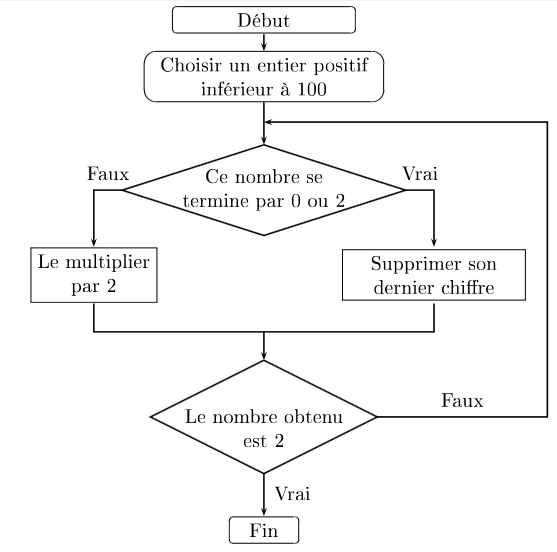 Début
Choisir un entier positif
inférieur à 100
Faux
Vrai
Ce nombre se
termine par 0 ou 2
Le multiplier
par 2
Supprimer son
dernier chiffre
Le nombre obtenu
est 2
Faux
Vrai
Fin